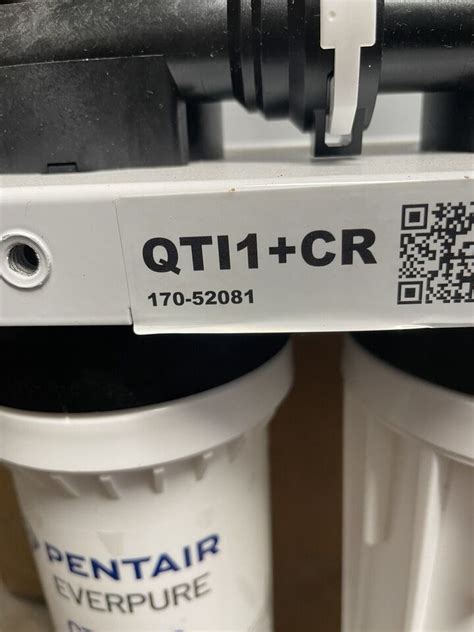 QTI1+CR
170-52081
PENTAIR
EVERPURE